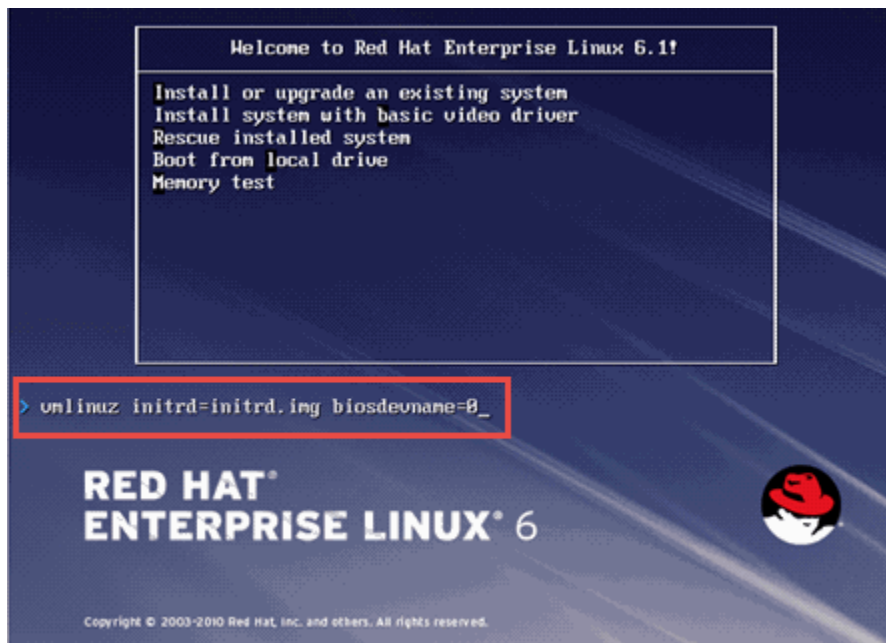 Welcome to Red Hat Enterprise Linux 6.1!
Install or upgrade an existing system
Install system with basic video driver
Rescue installed system
Boot from local drive
Memory test
> vmlinuz initrd=initrd.img biosdevname=0_
RED HAT®
ENTERPRISE LINUX® 6
Copyright © 2003-2010 Red Hat, Inc. and others. All rights reserved.